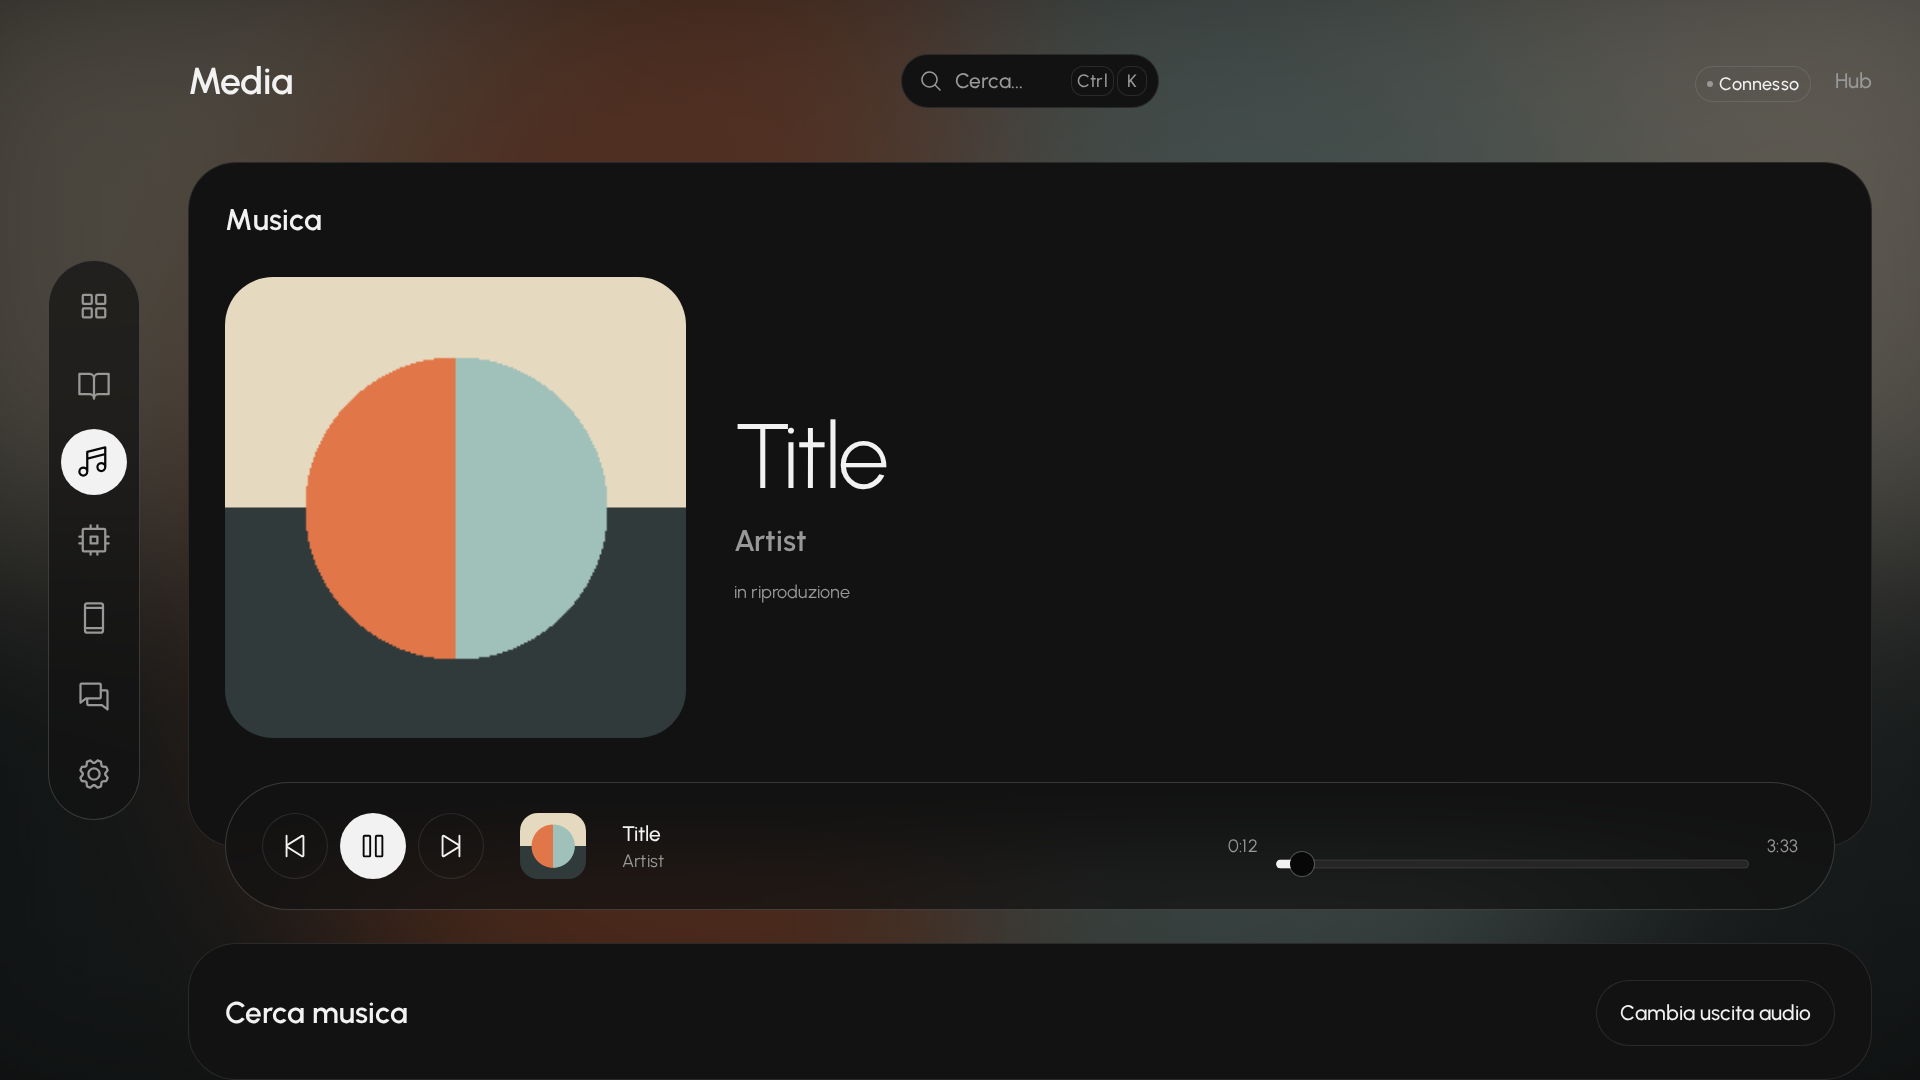 Media
Cerca...
Ctrl K
Connesso
Hub
Musica
Title
Artist
in riproduzione
Title
Artist
0:12
3:33
Cerca musica
Cambia uscita audio